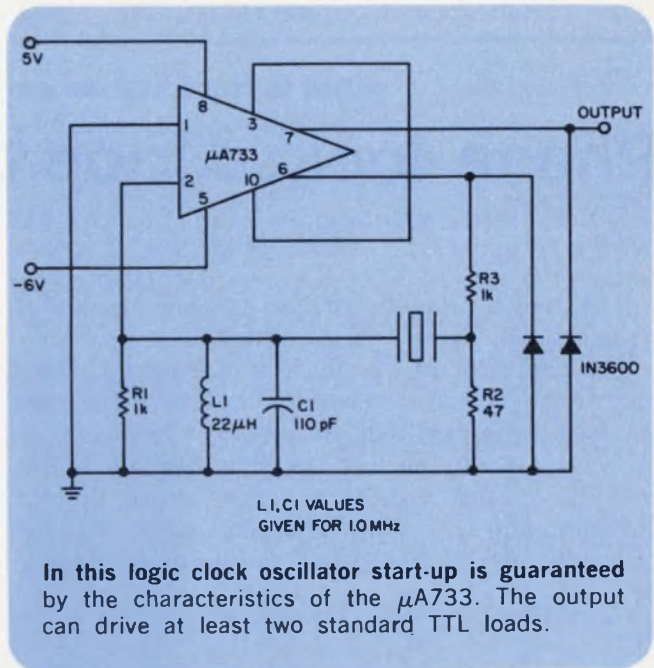 5V
8
OUTPUT
1
3
7
μA733
2
6
10
5
-6V
R3
1k
IN3600
R1
1k
L1
22μH
C1
110 pF
R2
47
L1, C1 VALUES
GIVEN FOR 1.0 MHz
In this logic clock oscillator start-up is guaranteed
by the characteristics of the μA733. The output
can drive at least two standard TTL loads.